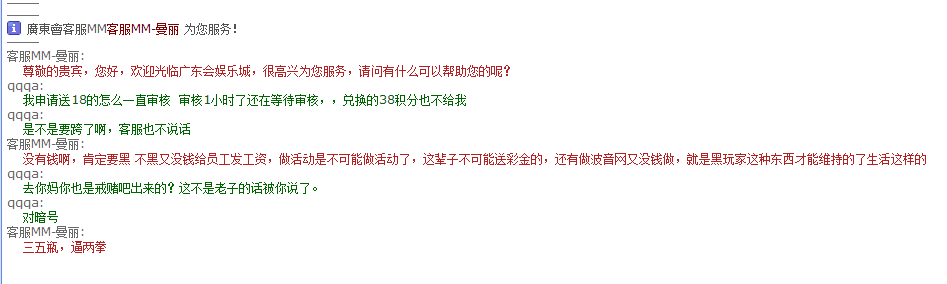 廣東會客服MM客服MM-曼丽 为您服务!
客服MM-曼丽:
尊敬的贵宾，您好，欢迎光临广东会娱乐城，很高兴为您服务，请问有什么可以帮助您的呢？
qqqa:
我申请送18的怎么一直审核 审核1小时了还在等待审核，，兑换的38积分也不给我
qqqa:
是不是要跨了啊，客服也不说话
客服MM-曼丽:
没有钱啊，肯定要黑 不黑又没钱给员工发工资，做活动是不可能做活动了，这辈子不可能送彩金的，还有做波音网又没钱做，就是黑玩家这种东西才能维持的了生活这样的
qqqa:
去你妈你也是戒赌吧出来的？这不是老子的话被你说了。
qqqa:
对暗号
客服MM-曼丽:
三五瓶，逼两拳